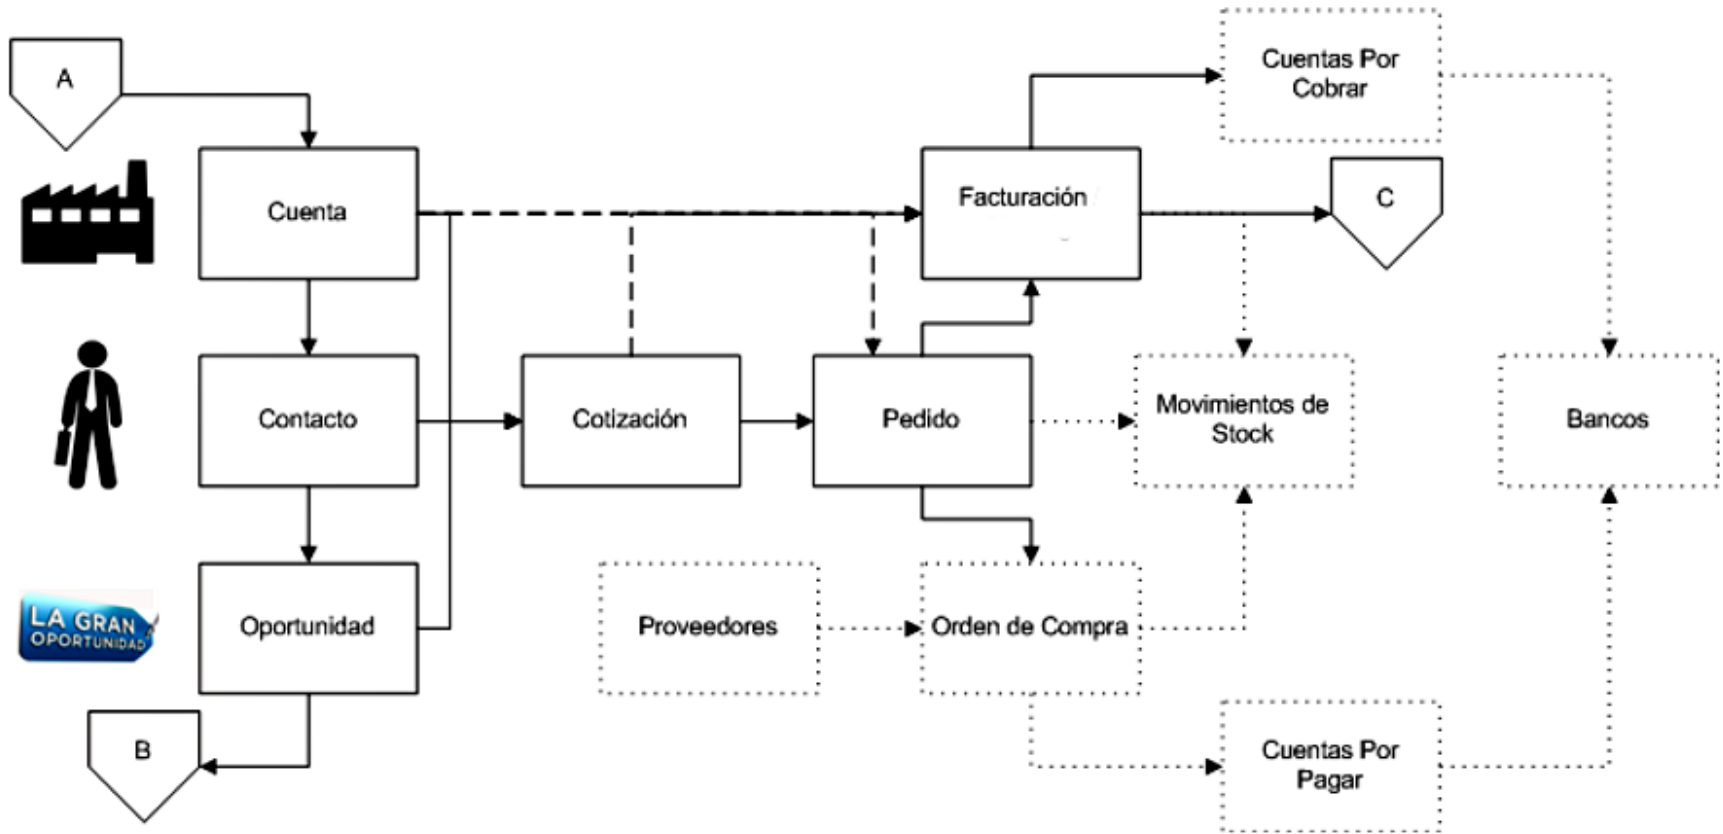 A
Cuentas Por
Cobrar
Cuenta
Facturación
C
Contacto
Cotización
Pedido
Movimientos de
Stock
Bancos
LA GRAN
OPORTUNIDAD
Oportunidad
Proveedores
Orden de Compra
B
Cuentas Por
Pagar